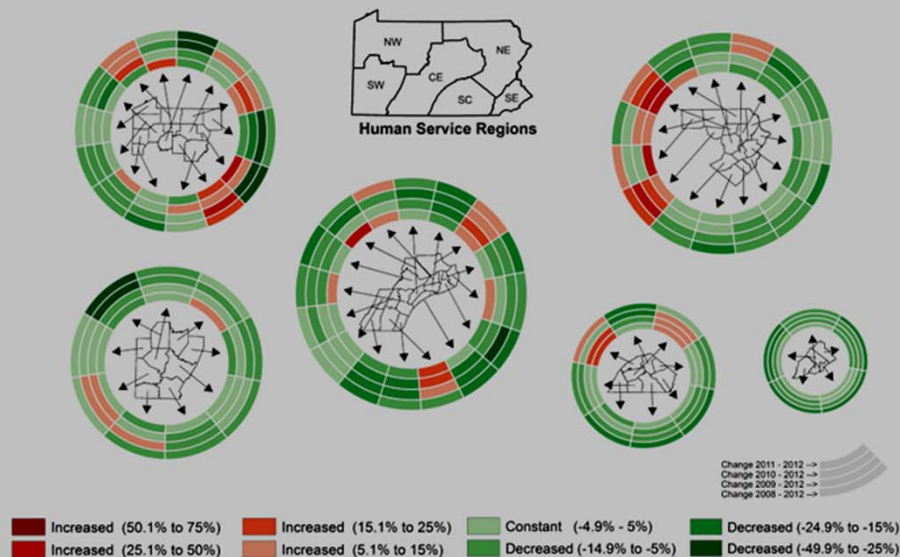 NW
NE
SW
CE
SC
SE
Human Service Regions
Change 2011 - 2012 -->
Change 2010 - 2012 -->
Change 2009 - 2012 -->
Change 2008 - 2012 -->
Increased (50.1% to 75%)
Increased (15.1% to 25%)
Constant (-4.9% - 5%)
Decreased (-24.9% to -15%)
Increased (25.1% to 50%)
Increased (5.1% to 15%)
Decreased (-14.9% to -5%)
Decreased (-49.9% to -25%)